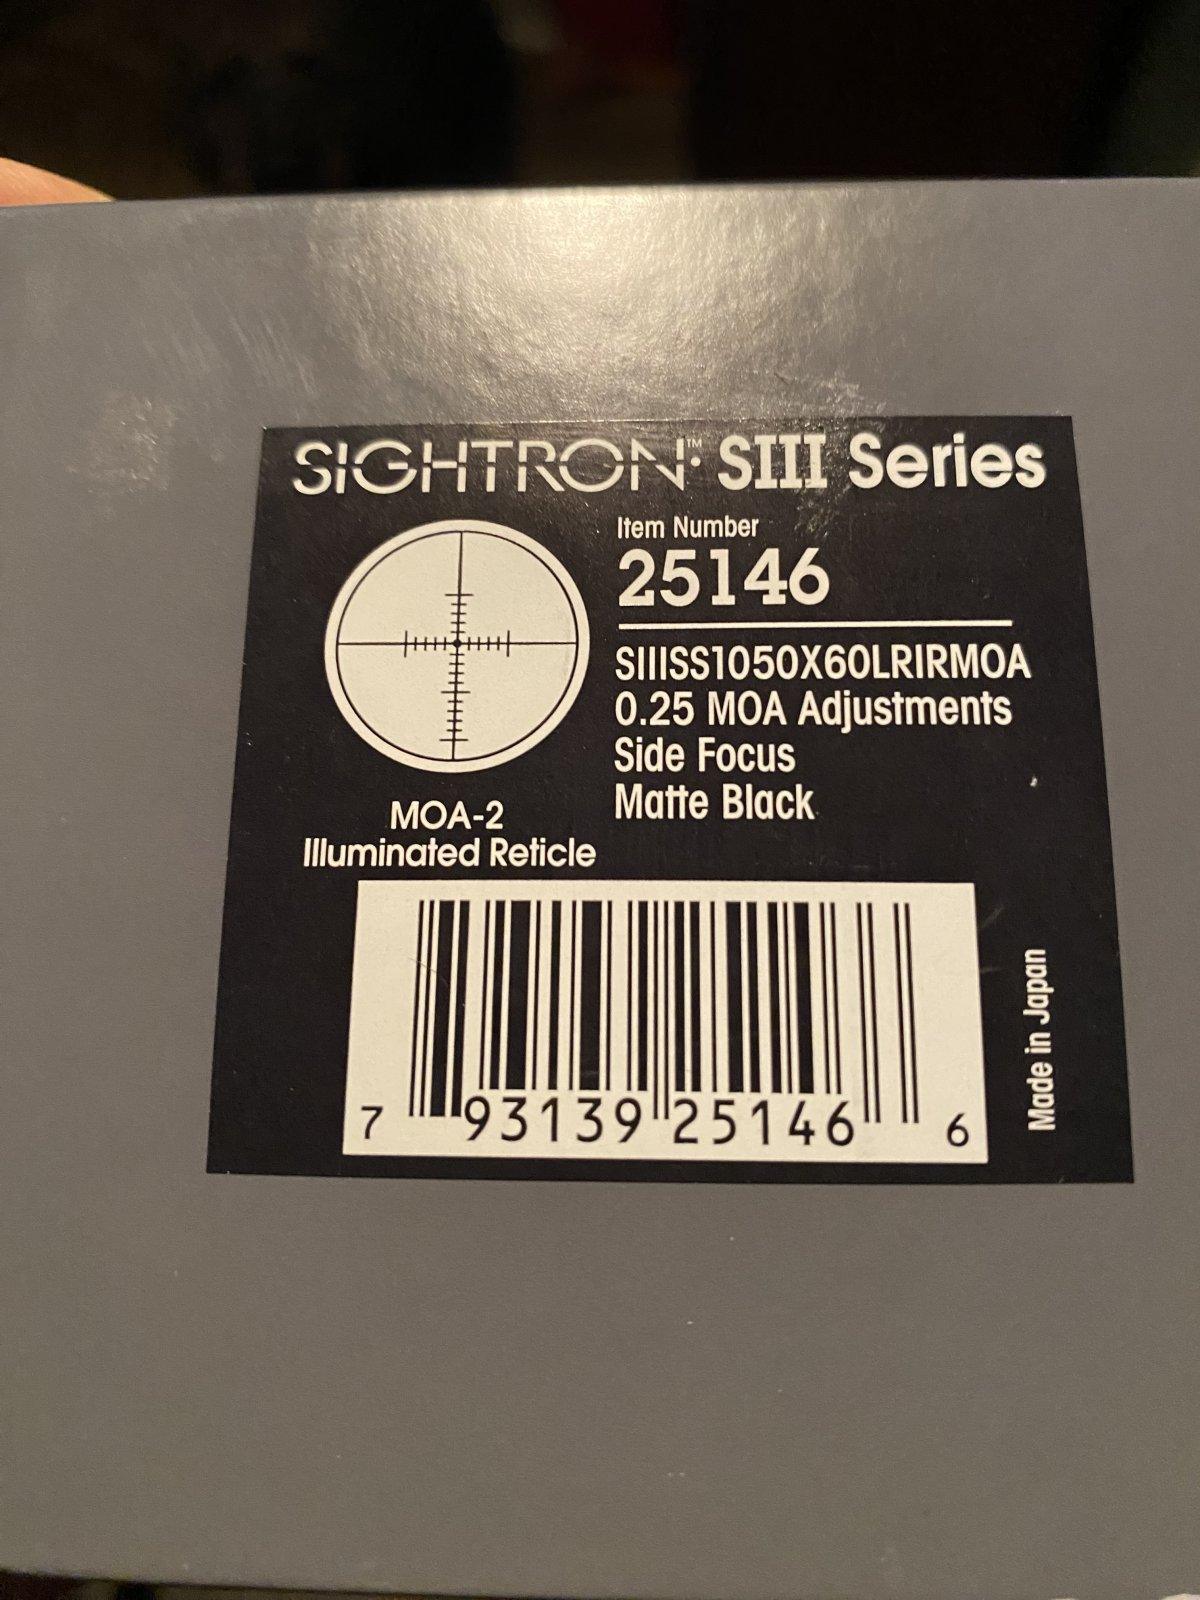 SIGHTRON™ SIII Series
Item Number
25146
SIIISS1050X60LRIRMOA
0.25 MOA Adjustments
Side Focus
Matte Black
MOA-2
Illuminated Reticle
7 93139 25146 6
Made in Japan